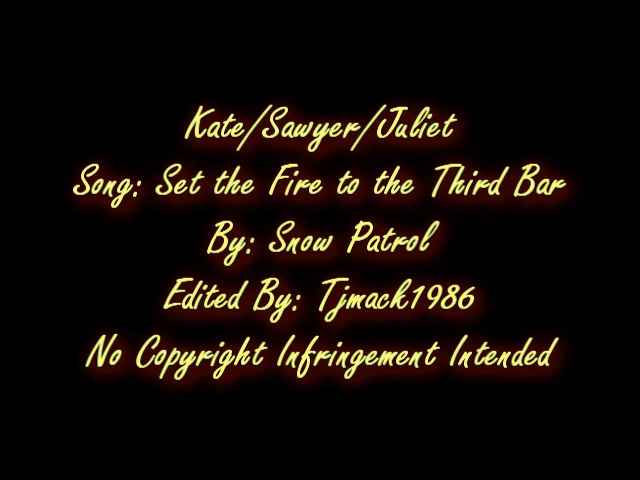 Kate/Sawyer/Juliet
Song: Set the Fire to the Third Bar
By: Snow Patrol
Edited By: Tjmack1986
No Copyright Infringement Intended